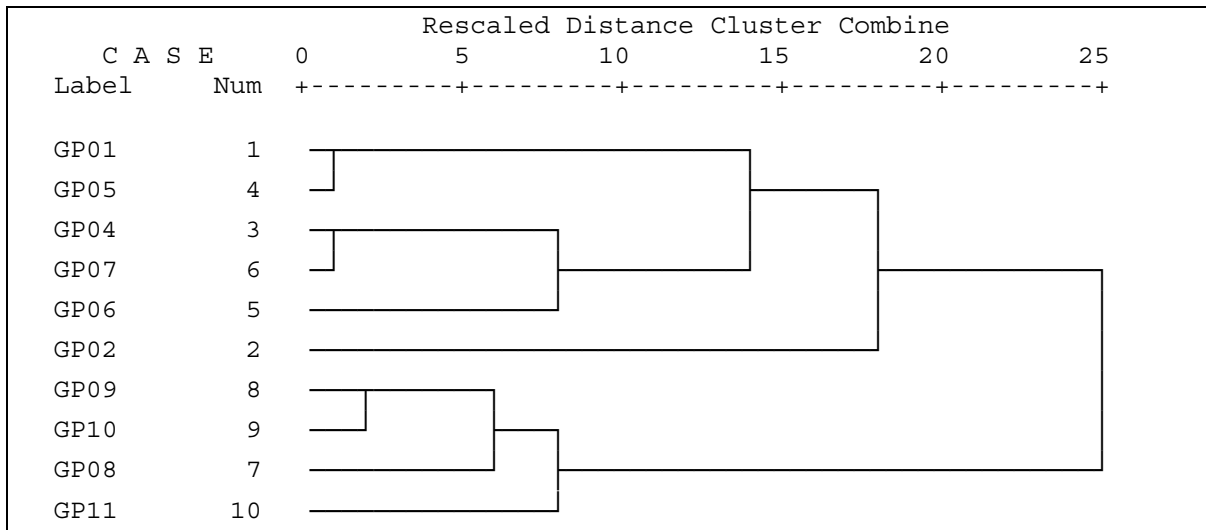 Rescaled Distance Cluster Combine
C A S E 0 5 10 15 20 25
Label Num +---------+---------+---------+---------+---------+
GP01 1
GP05 4
GP04 3
GP07 6
GP06 5
GP02 2
GP09 8
GP10 9
GP08 7
GP11 10